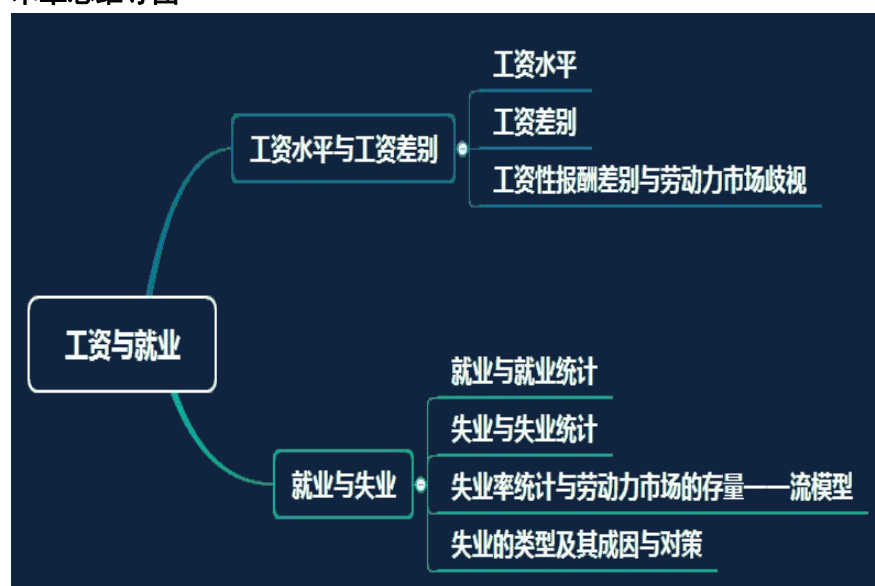 工资水平
工资差别
工资水平与工资差别
工资性报酬差别与劳动力市场歧视
工资与就业
就业与就业统计
失业与失业统计
就业与失业
失业率统计与劳动力市场的存量——流模型
失业的类型及其成因与对策